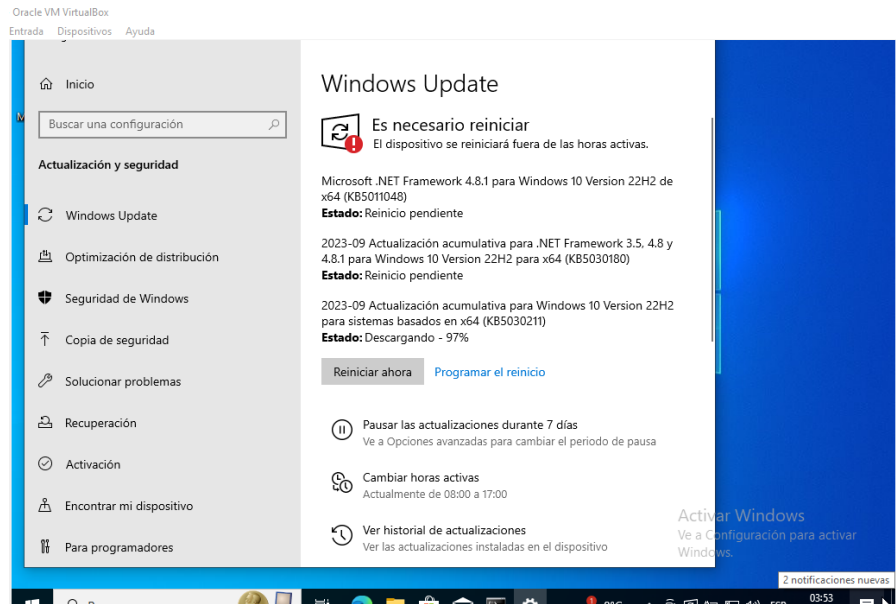 Oracle VM VirtualBox
Entrada Dispositivos Ayuda
Inicio
Buscar una configuración
Actualización y seguridad
Windows Update
Optimización de distribución
Seguridad de Windows
Copia de seguridad
Solucionar problemas
Recuperación
Activación
Encontrar mi dispositivo
Para programadores
Windows Update
Es necesario reiniciar
El dispositivo se reiniciará fuera de las horas activas.
Microsoft .NET Framework 4.8.1 para Windows 10 Version 22H2 de
x64 (KB5011048)
Estado: Reinicio pendiente
2023-09 Actualización acumulativa para .NET Framework 3.5, 4.8 y
4.8.1 para Windows 10 Version 22H2 para x64 (KB5030180)
Estado: Reinicio pendiente
2023-09 Actualización acumulativa para Windows 10 Version 22H2
para sistemas basados en x64 (KB5030211)
Estado: Descargando - 97%
Reiniciar ahora Programar el reinicio
Pausar las actualizaciones durante 7 días
Ve a Opciones avanzadas para cambiar el periodo de pausa
Cambiar horas activas
Actualmente de 08:00 a 17:00
Ver historial de actualizaciones
Ver las actualizaciones instaladas en el dispositivo
Activar Windows
Ve a Configuración para activar
Windows.
2 notificaciones nuevas
03:53